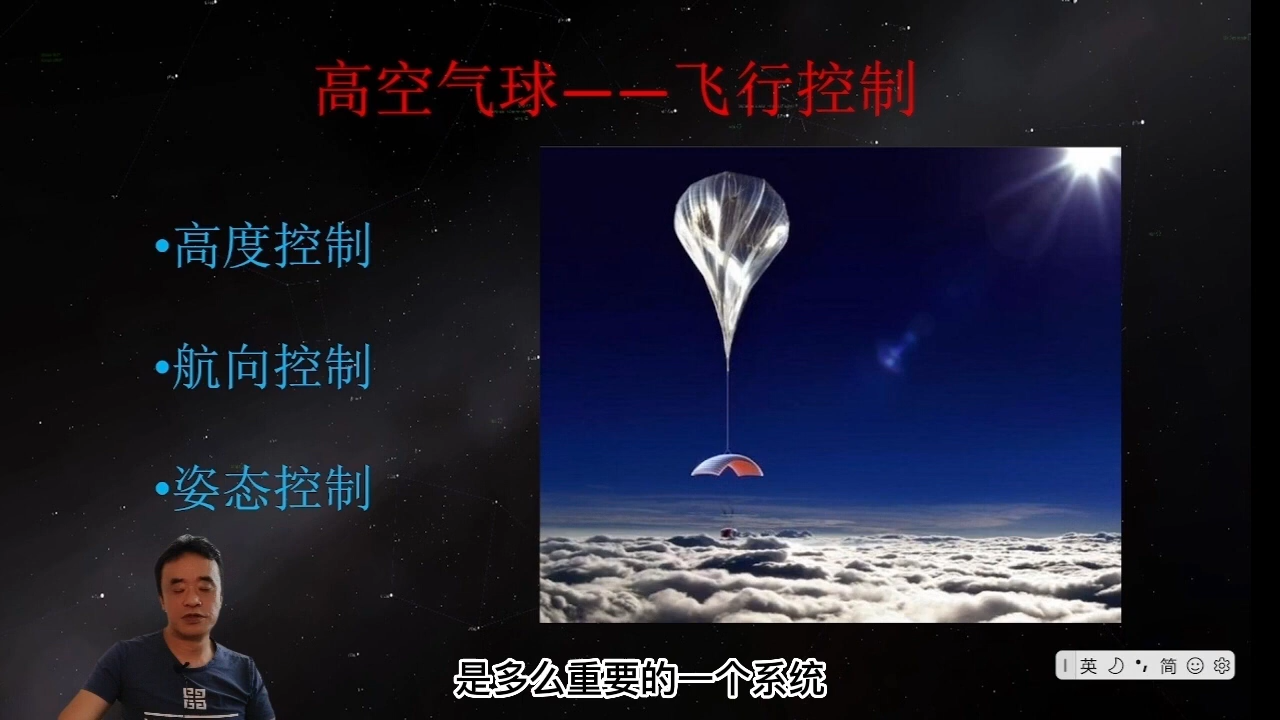 高空气球——飞行控制
•高度控制
•航向控制
•姿态控制
是多么重要的一个系统
英 简